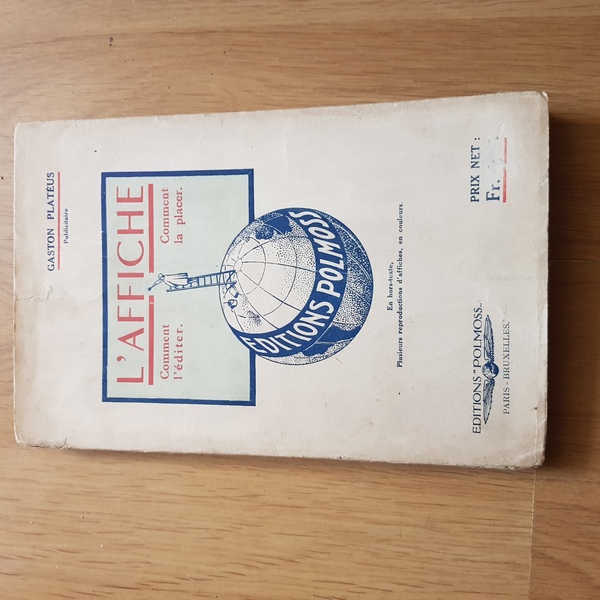 GASTON PLATÉUS
Publicitaire
L'AFFICHE
Comment
l'éditer.
Comment
la placer.
EDITIONS POLMOSS
En hors-texte,
Plusieurs reproductions d'affiches, en couleurs.
EDITIONS "POLMOSS"
PARIS - BRUXELLES.
PRIX NET :
Fr.